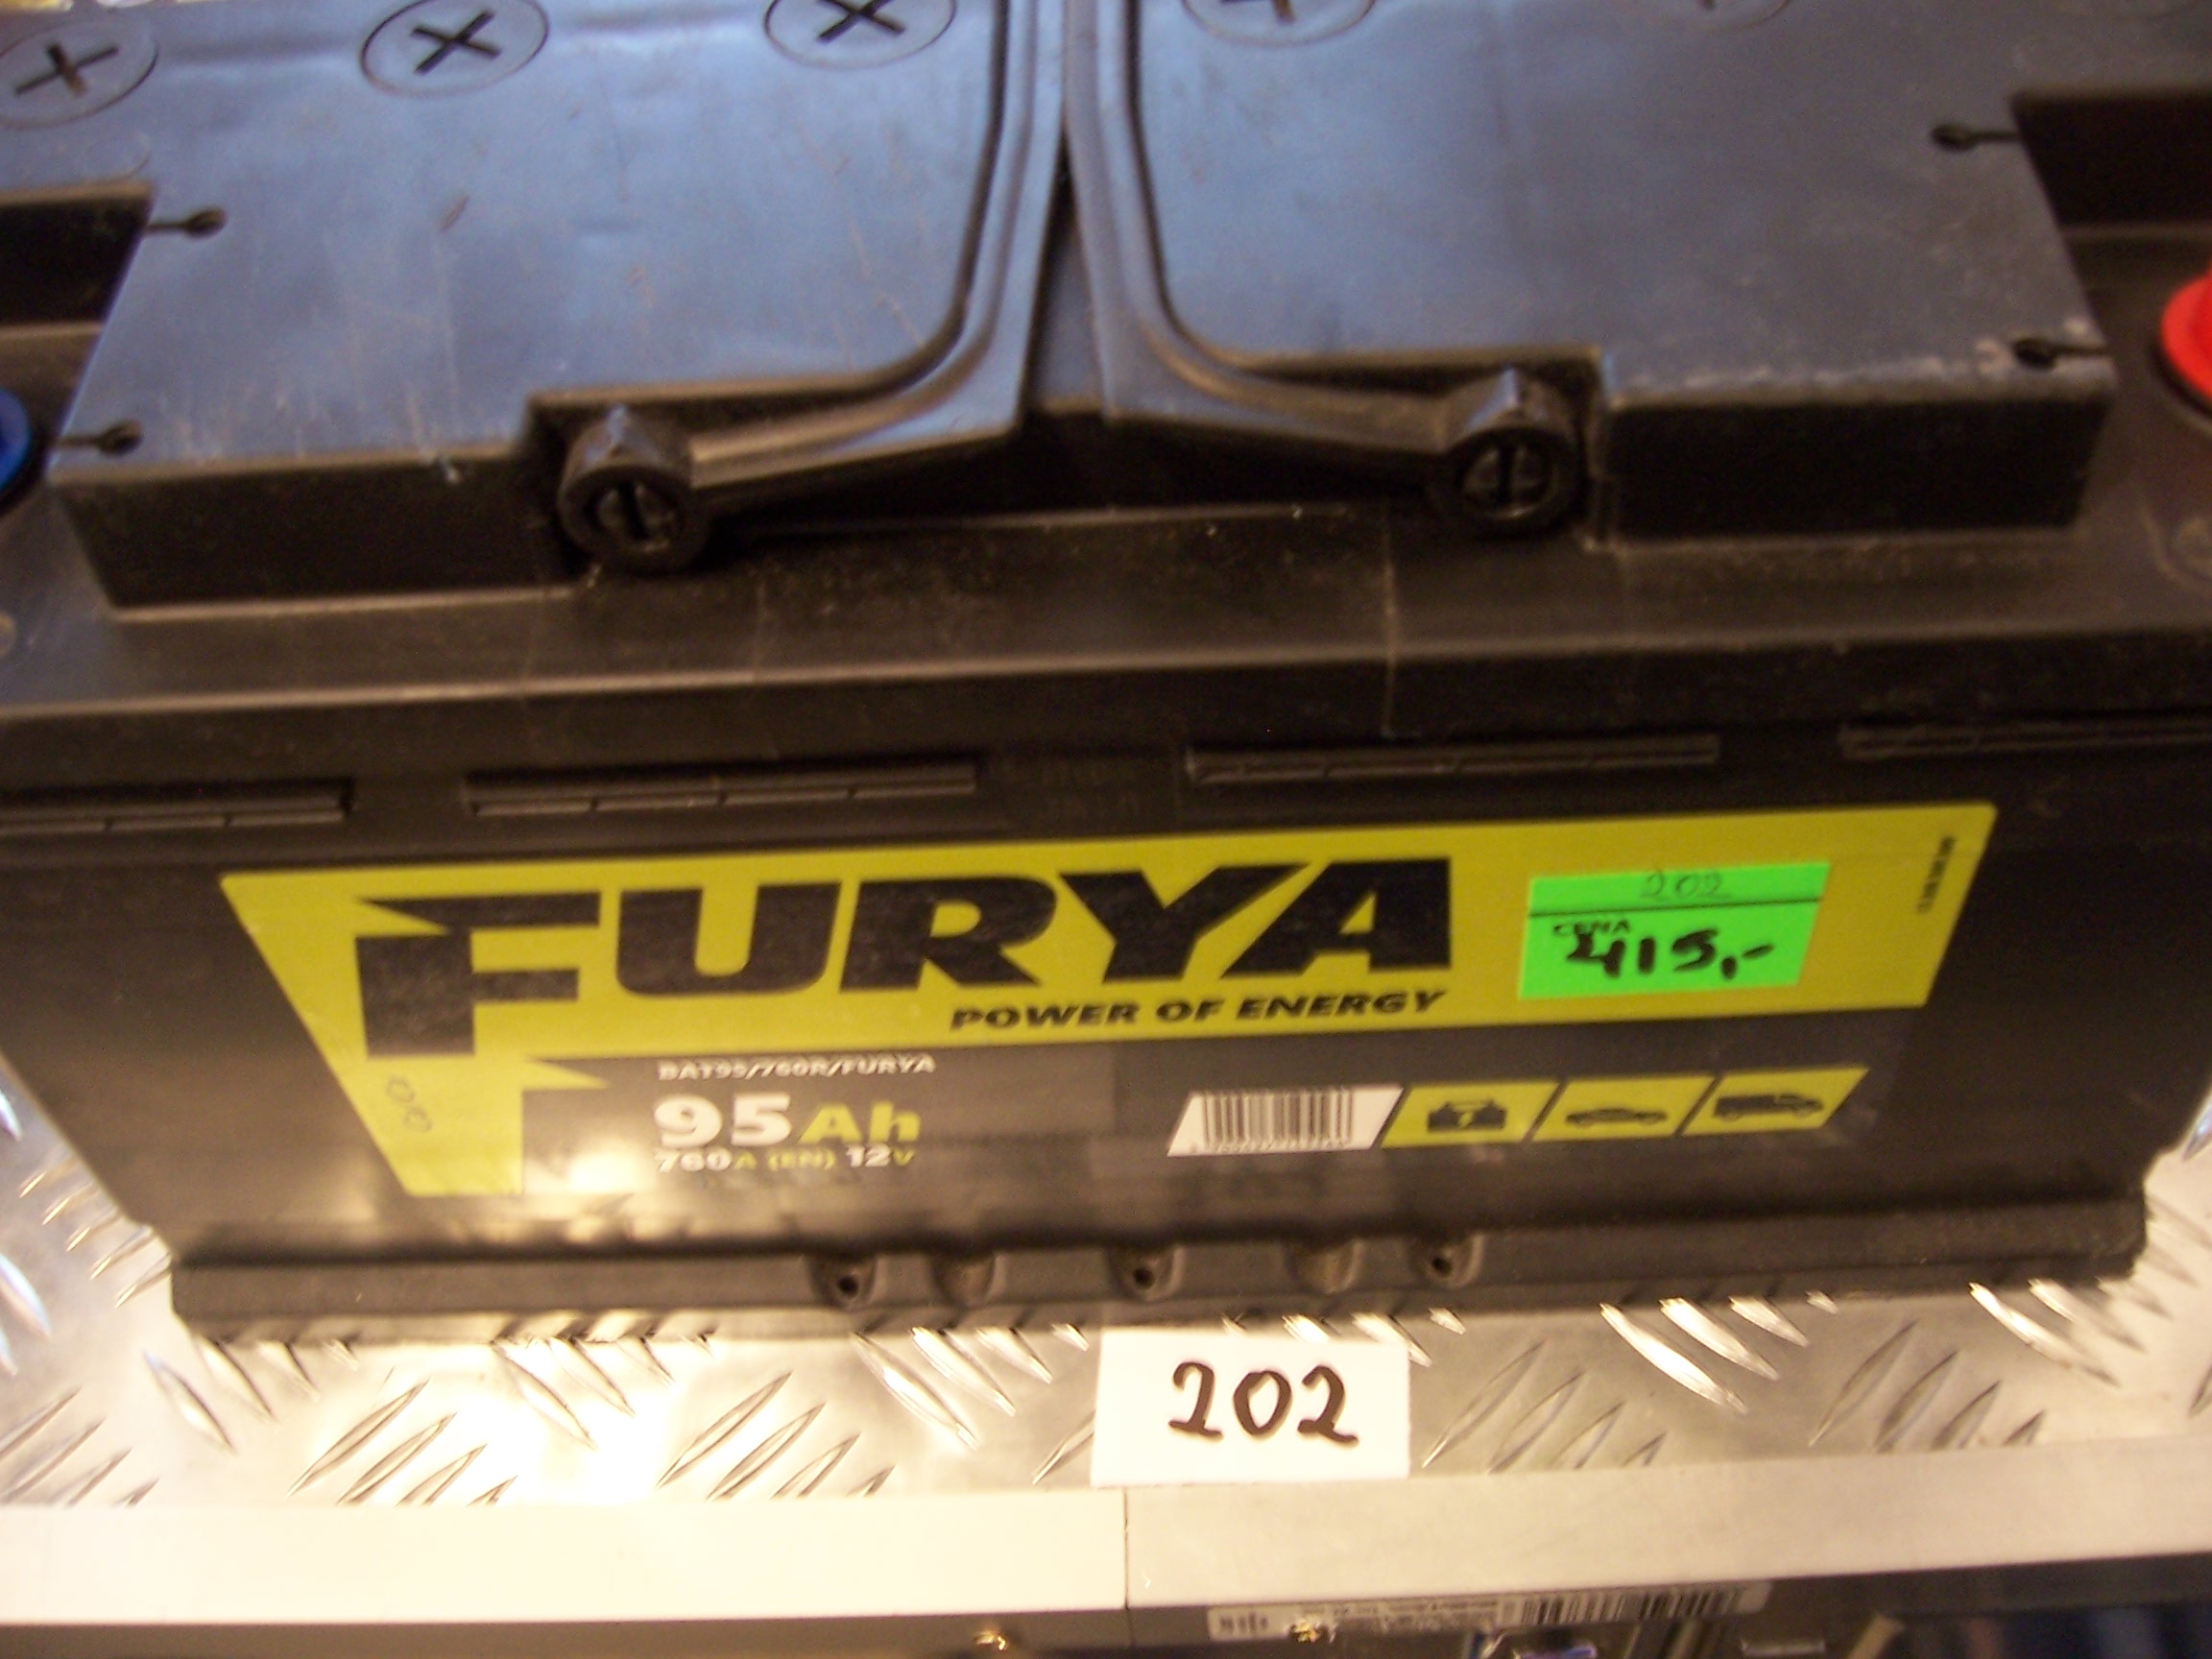 FURYA
POWER OF ENERGY
202
CENA
415,-
BAT95/760R/FURYA
95Ah
760A (EN) 12V
202